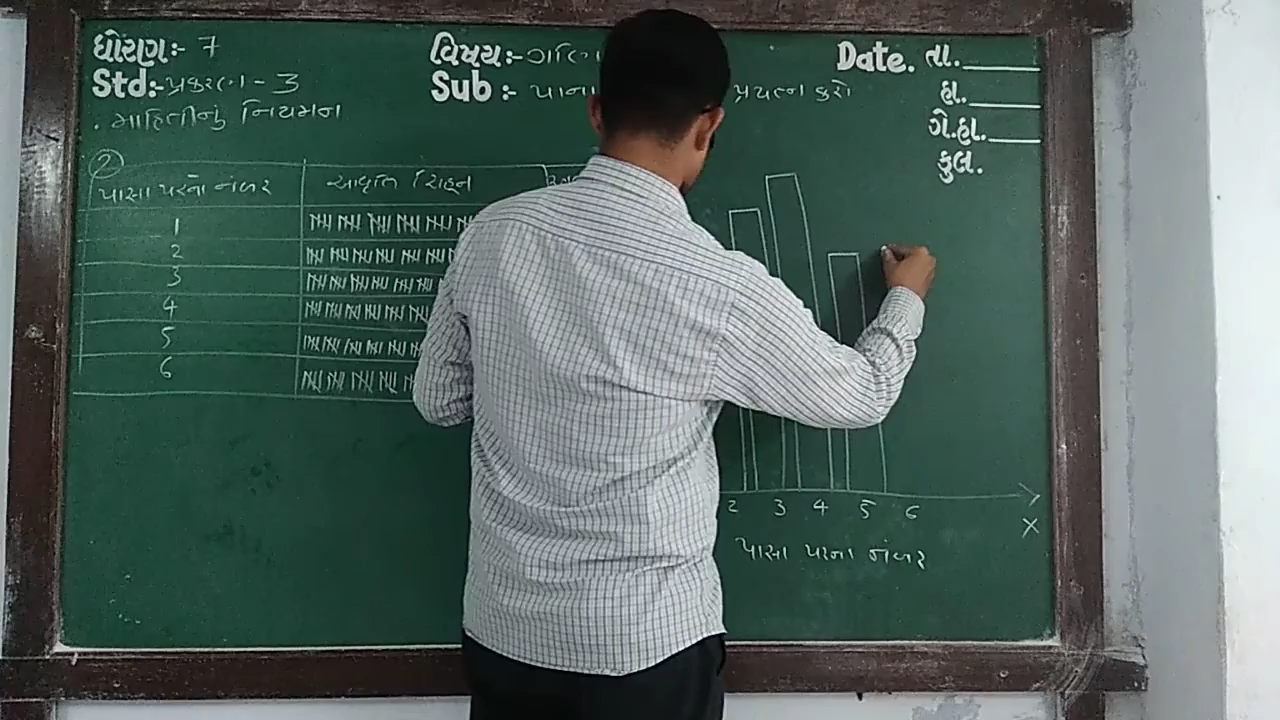 ધોરણ:- 7
વિષય:-
Date. તા.
Std:- પ્રકરણ - 3
Sub:- પાના
પ્રયત્ન કરો
હા.
. માહિતીનું નિયમન
ગે.હા.
કુલ.
2
પાસા પરના નંબર
આવૃત્તિ ચિહ્ન
1
2
3
4
5
6
2 3 4 5 6
X
પાસા પરના નંબર